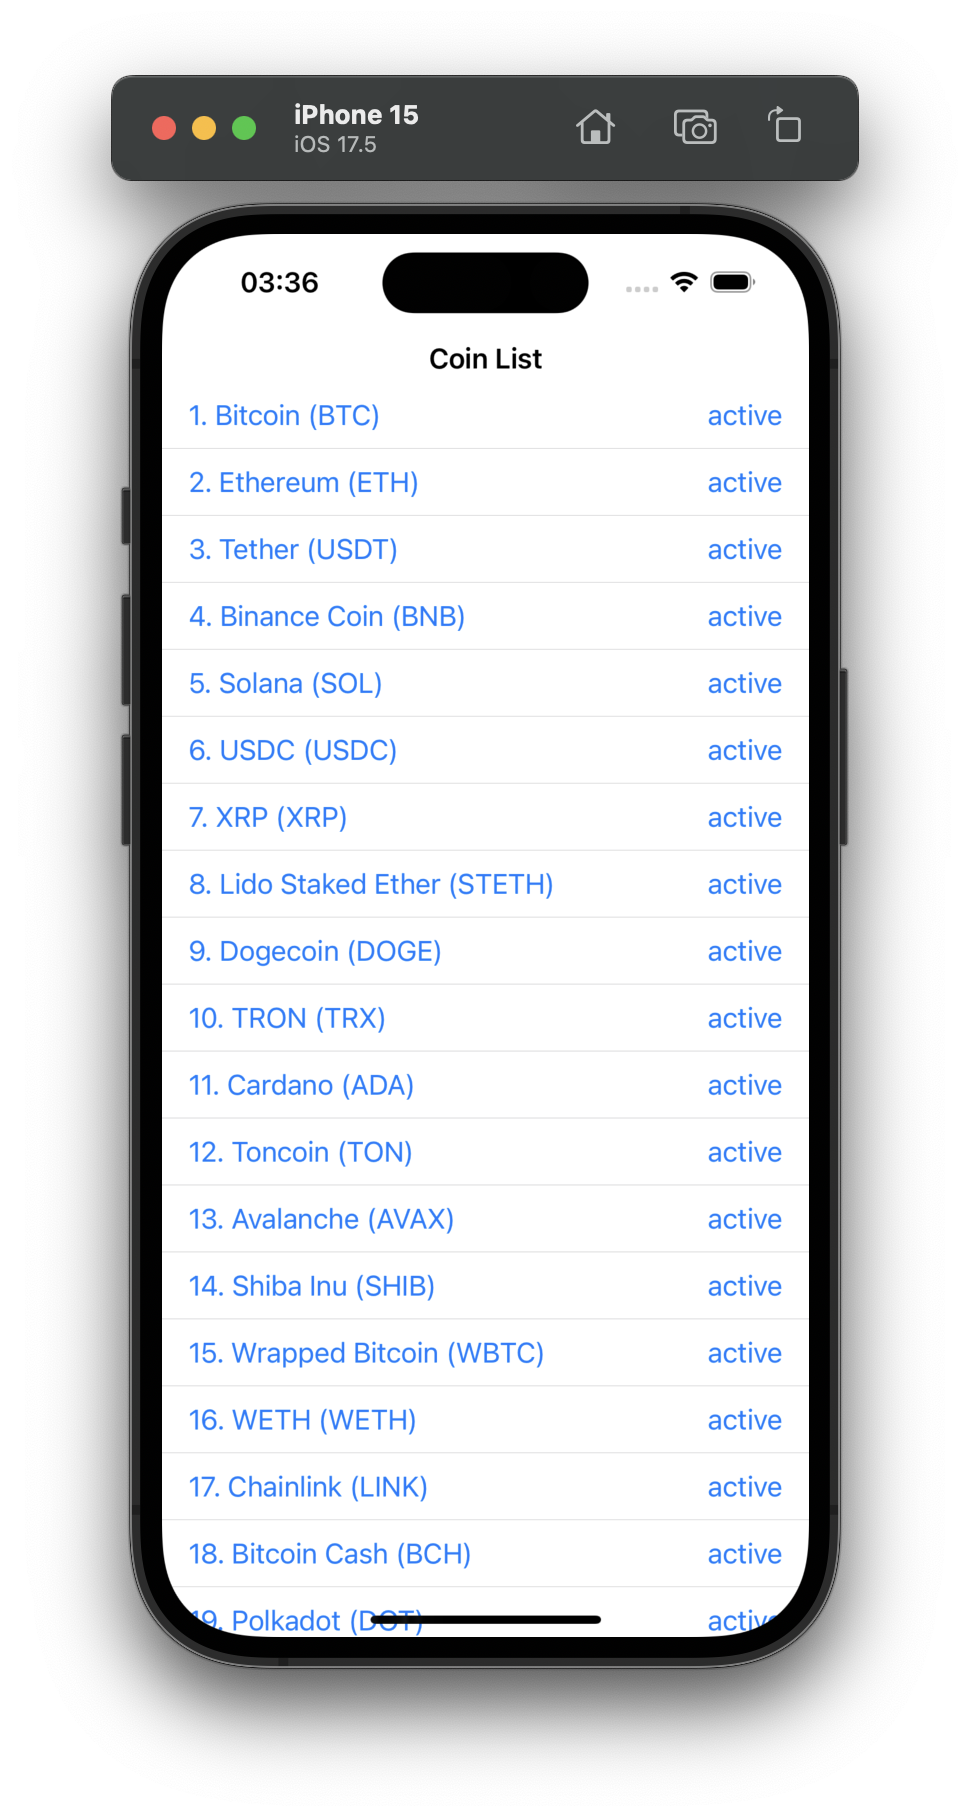 iPhone 15
iOS 17.5
03:36
Coin List
1. Bitcoin (BTC) active
2. Ethereum (ETH) active
3. Tether (USDT) active
4. Binance Coin (BNB) active
5. Solana (SOL) active
6. USDC (USDC) active
7. XRP (XRP) active
8. Lido Staked Ether (STETH) active
9. Dogecoin (DOGE) active
10. TRON (TRX) active
11. Cardano (ADA) active
12. Toncoin (TON) active
13. Avalanche (AVAX) active
14. Shiba Inu (SHIB) active
15. Wrapped Bitcoin (WBTC) active
16. WETH (WETH) active
17. Chainlink (LINK) active
18. Bitcoin Cash (BCH) active
19. Polkadot (DOT) active